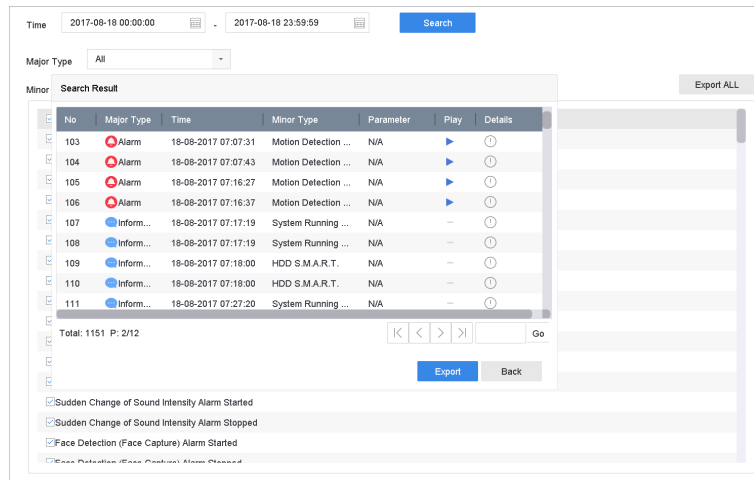 Time 2017-08-18 00:00:00 - 2017-08-18 23:59:59 Search
Major Type All
Minor
Export ALL
Search Result
No Major Type Time Minor Type Parameter Play Details
103 Alarm 18-08-2017 07:07:31 Motion Detection ... N/A
104 Alarm 18-08-2017 07:07:43 Motion Detection ... N/A
105 Alarm 18-08-2017 07:16:27 Motion Detection ... N/A
106 Alarm 18-08-2017 07:16:37 Motion Detection ... N/A
107 Inform... 18-08-2017 07:17:19 System Running ... N/A —
108 Inform... 18-08-2017 07:17:19 System Running ... N/A —
109 Inform... 18-08-2017 07:18:00 HDD S.M.A.R.T. N/A —
110 Inform... 18-08-2017 07:18:00 HDD S.M.A.R.T. N/A —
111 Inform... 18-08-2017 07:27:20 System Running ... N/A —
Total: 1151 P: 2/12 Go
Export Back
Sudden Change of Sound Intensity Alarm Started
Sudden Change of Sound Intensity Alarm Stopped
Face Detection (Face Capture) Alarm Started
Face Detection (Face Capture) Alarm Stopped